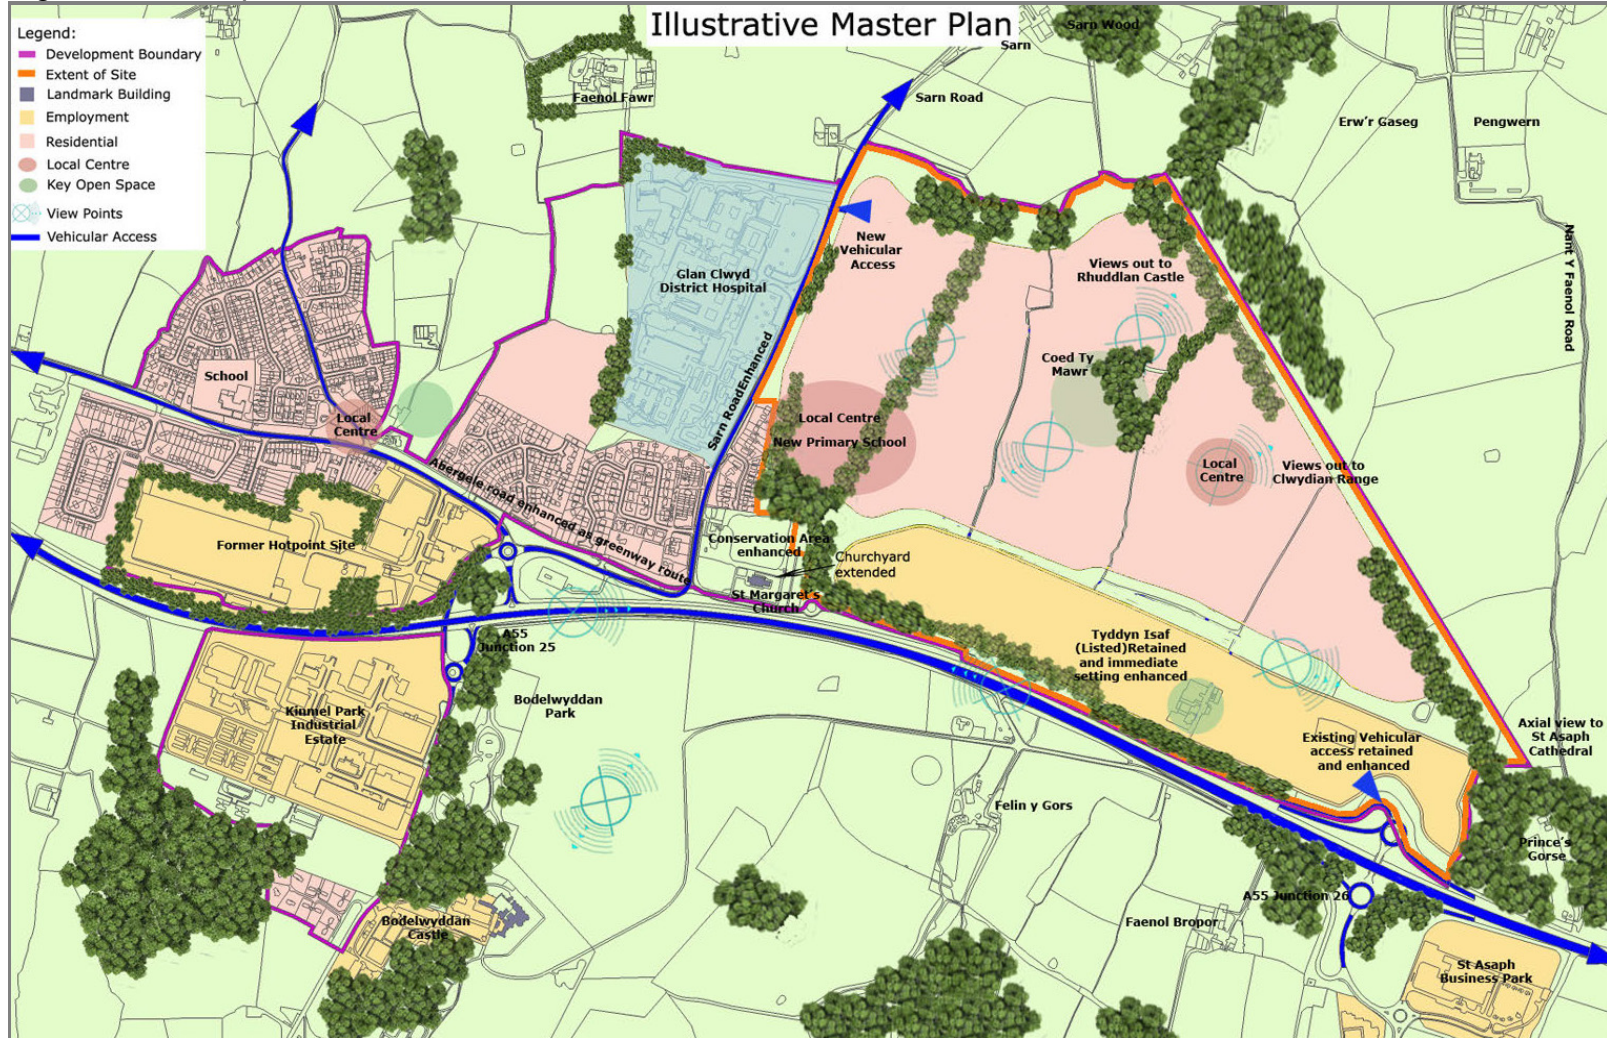 Illustrative Master Plan
Legend:
Development Boundary
Extent of Site
Landmark Building
Employment
Residential
Local Centre
Key Open Space
View Points
Vehicular Access
Sarn Wood
Sarn
Faenol Fawr
Sarn Road
Erw'r Gaseg
Pengwern
Nant Y Faenol Road
New
Vehicular
Access
Glan Clwyd
District Hospital
Views out to
Rhuddlan Castle
Sarn Road Enhanced
Coed Ty
Mawr
School
Local
Centre
Local Centre
New Primary School
Local
Centre
Views out to
Clwydian Range
Abergele road enhanced as greenway route
Former Hotpoint Site
Conservation Area
enhanced
Churchyard
extended
St Margaret's
Church
A55
Junction 25
Tyddyn Isaf
(Listed)Retained
and immediate
setting enhanced
Kinmel Park
Industrial
Estate
Bodelwyddan
Park
Existing Vehicular
access retained
and enhanced
Axial view to
St Asaph
Cathedral
Felin y Gors
Prince's
Gorse
A55 Junction 26
Bodelwyddan
Castle
Faenol Bropor
St Asaph
Business Park